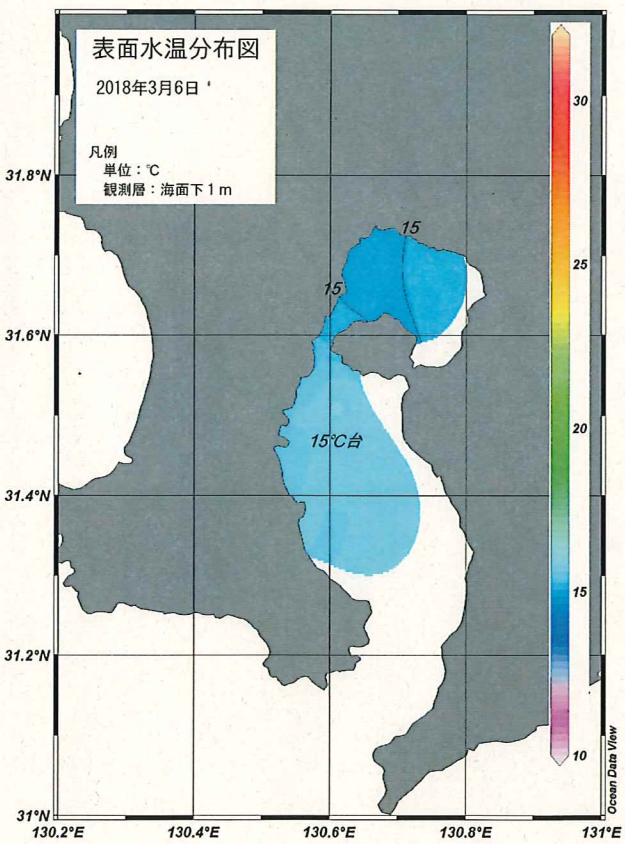 表面水温分布図
2018年3月6日
凡例
単位：℃
観測層：海面下1m
30
25
20
15
10
31.8°N
31.6°N
31.4°N
31.2°N
31°N
15
15
15℃台
130.2°E
130.4°E
130.6°E
130.8°E
131°E
Ocean Data View